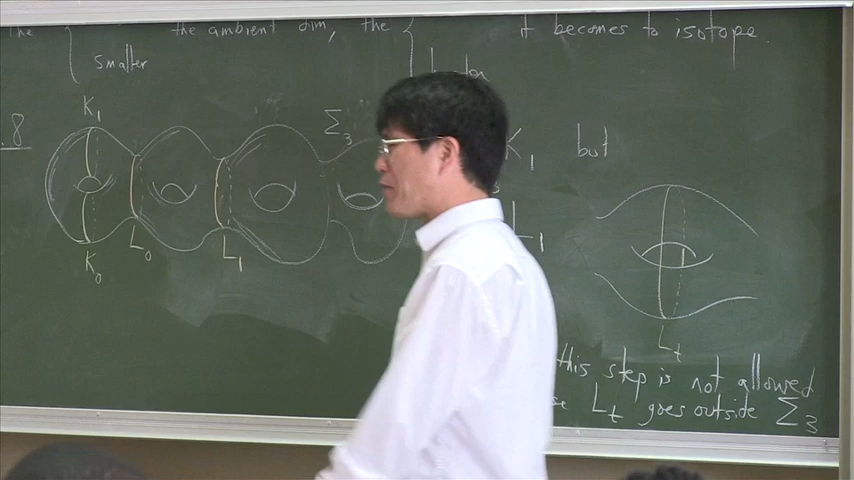 The the ambient dim, the it becomes to isotope.
smaller
.8
K₁
Σ₃
K₁ but
L₀
L₁
L₁
K₀
L_t
this step is not allowed
L_t goes outside Σ₃